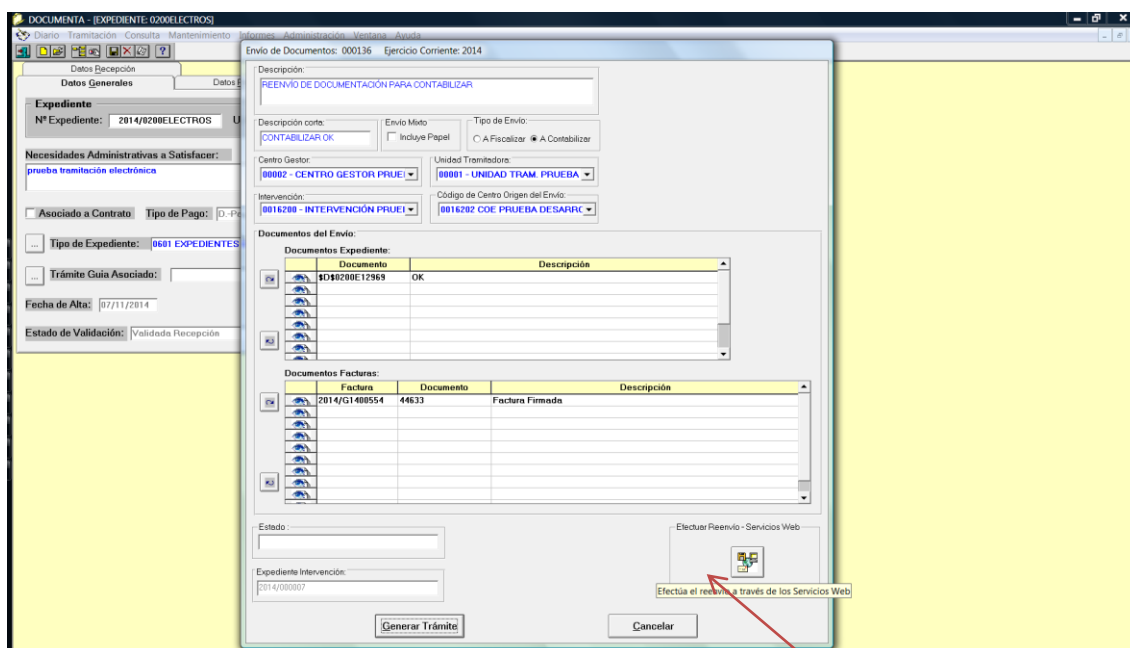 DOCUMENTA - [EXPEDIENTE: 0200ELECTROS]
Diario Tramitación Consulta Mantenimiento Informes Administración Ventana Ayuda
Datos Recepción
Datos Generales
Expediente
Nº Expediente: 2014/0200ELECTROS
Necesidades Administrativas a Satisfacer:
prueba tramitación electrónica
Asociado a Contrato Tipo de Pago:
... Tipo de Expediente: 0601 EXPEDIENTES
... Trámite Guia Asociado:
Fecha de Alta: 07/11/2014
Estado de Validación: Validada Recepción
Envío de Documentos: 000136 Ejercicio Corriente: 2014
Descripción:
REENVÍO DE DOCUMENTACIÓN PARA CONTABILIZAR
Descripción corta: Envío Mixto Tipo de Envío:
CONTABILIZAR OK Incluye Papel A Fiscalizar A Contabilizar
Centro Gestor: Unidad Tramitadora:
00002 - CENTRO GESTOR PRUEI 00001 - UNIDAD TRAM. PRUEBA
Intervención: Código de Centro Origen del Envío:
0016200 - INTERVENCIÓN PRUEI 0016202 COE PRUEBA DESARRC
Documentos del Envío:
Documentos Expediente:
Documento Descripción
$D$0200E12969 OK
Documentos Facturas:
Factura Documento Descripción
2014/G1400554 44633 Factura Firmada
Estado : Efectuar Reenvío - Servicios Web
Expediente Intervención:
2014/000007
Efectúa el reenvío a través de los Servicios Web
Generar Trámite Cancelar